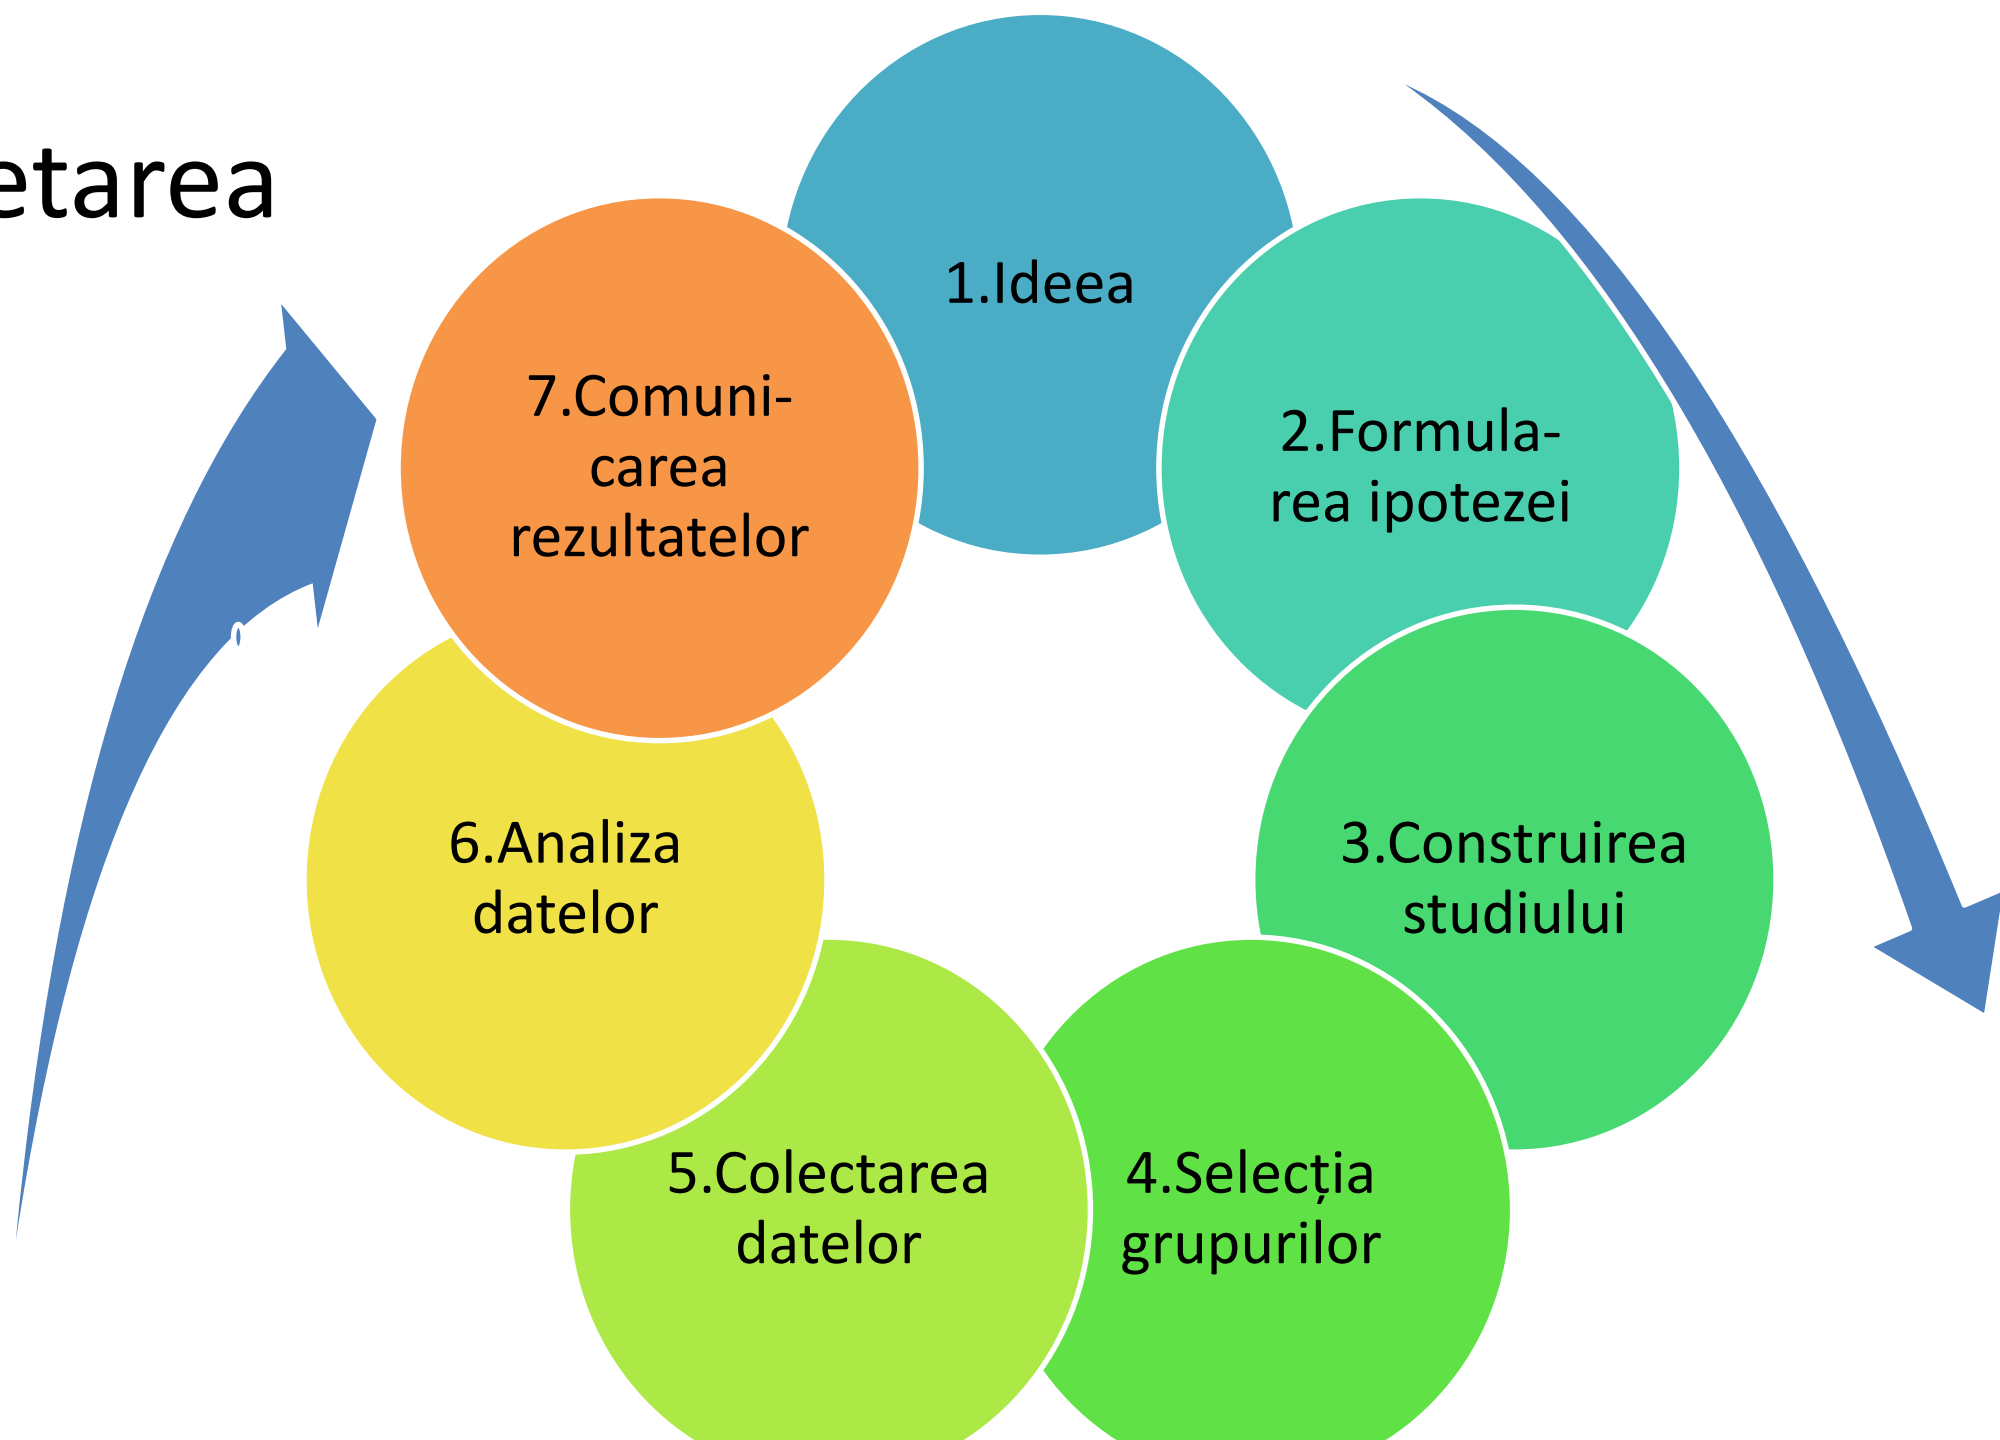 etarea
1.Ideea
2.Formula-
rea ipotezei
3.Construirea
studiului
4.Selecția
grupurilor
5.Colectarea
datelor
6.Analiza
datelor
7.Comuni-
carea
rezultatelor